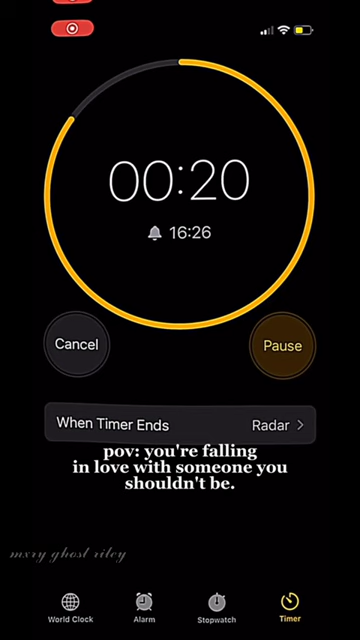 00:20
16:26
Cancel
Pause
When Timer Ends
Radar
pov: you're falling
in love with someone you
shouldn't be.
mxry ghost riley
World Clock
Alarm
Stopwatch
Timer